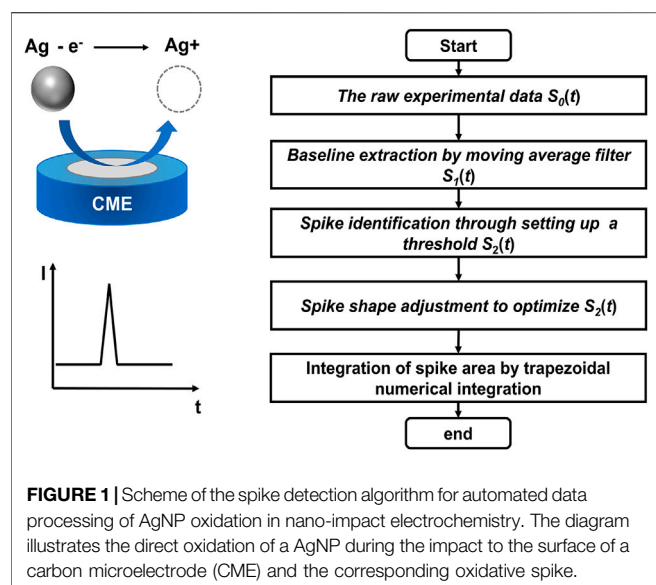 Ag - e⁻ Ag+
CME
I
t
Start
The raw experimental data S₀(t)
Baseline extraction by moving average filter
S₁(t)
Spike identification through setting up a
threshold S₂(t)
Spike shape adjustment to optimize S₂(t)
Integration of spike area by trapezoidal
numerical integration
end
FIGURE 1 | Scheme of the spike detection algorithm for automated data
processing of AgNP oxidation in nano-impact electrochemistry. The diagram
illustrates the direct oxidation of a AgNP during the impact to the surface of a
carbon microelectrode (CME) and the corresponding oxidative spike.